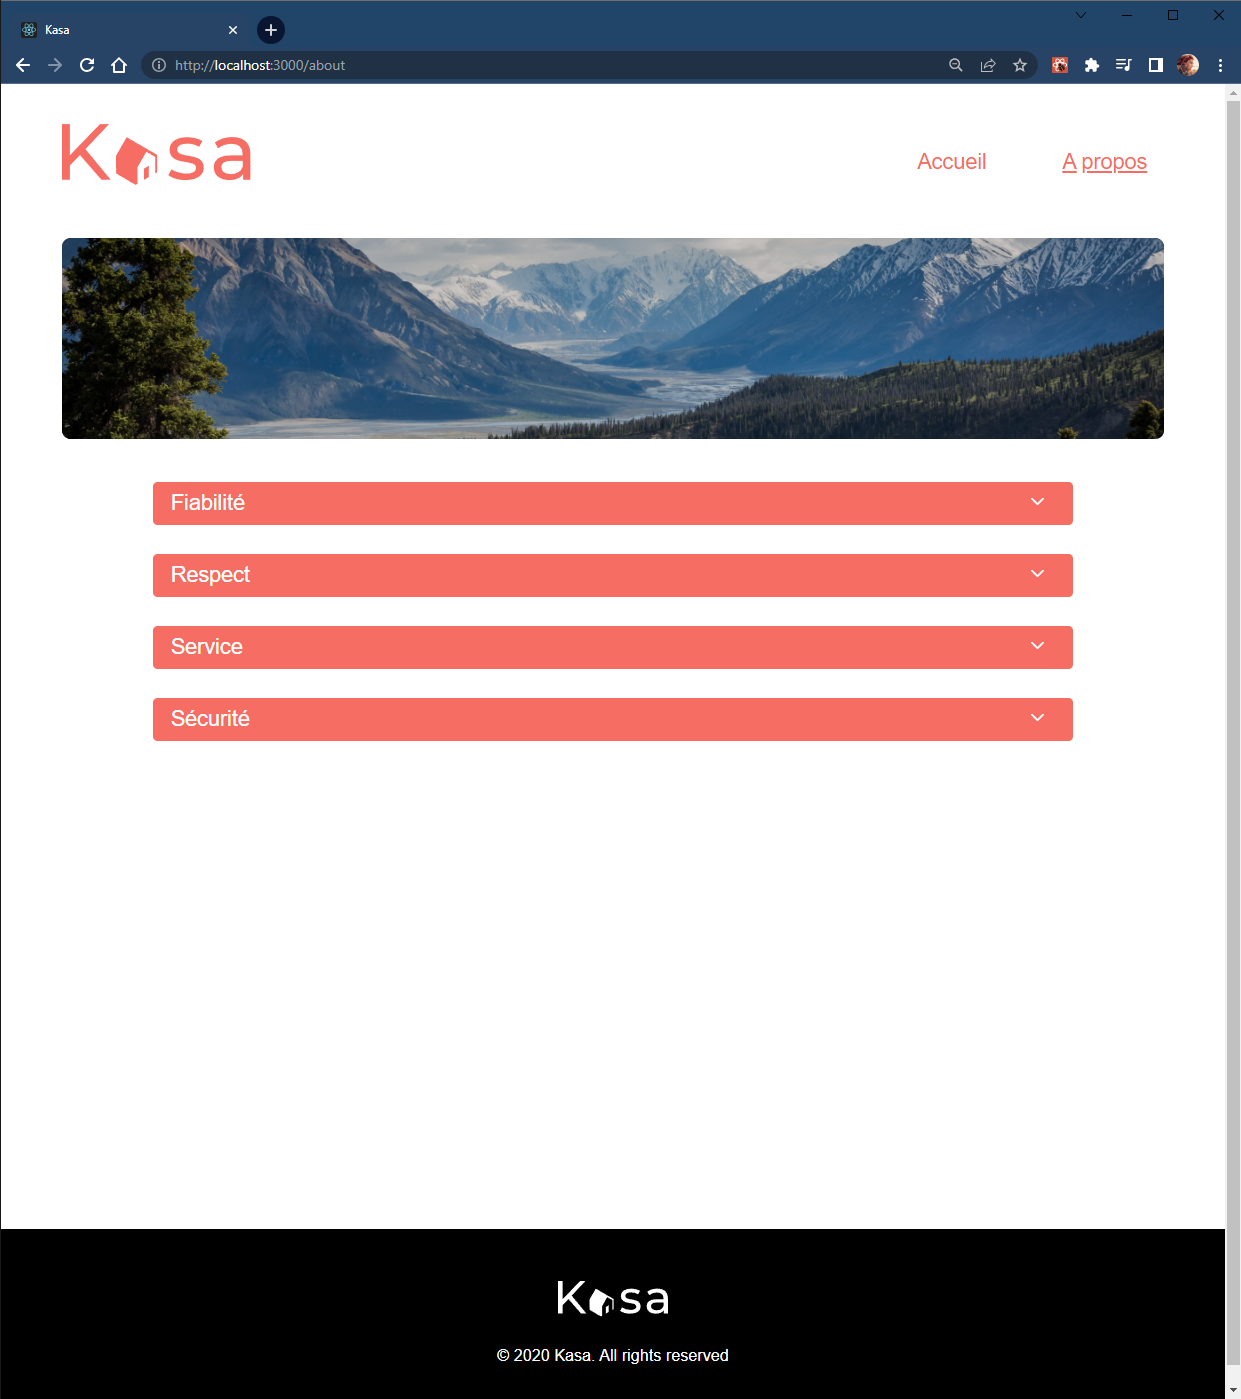 Kasa
http://localhost:3000/about
Kasa
Accueil
A propos
Fiabilité
Respect
Service
Sécurité
Kasa
© 2020 Kasa. All rights reserved